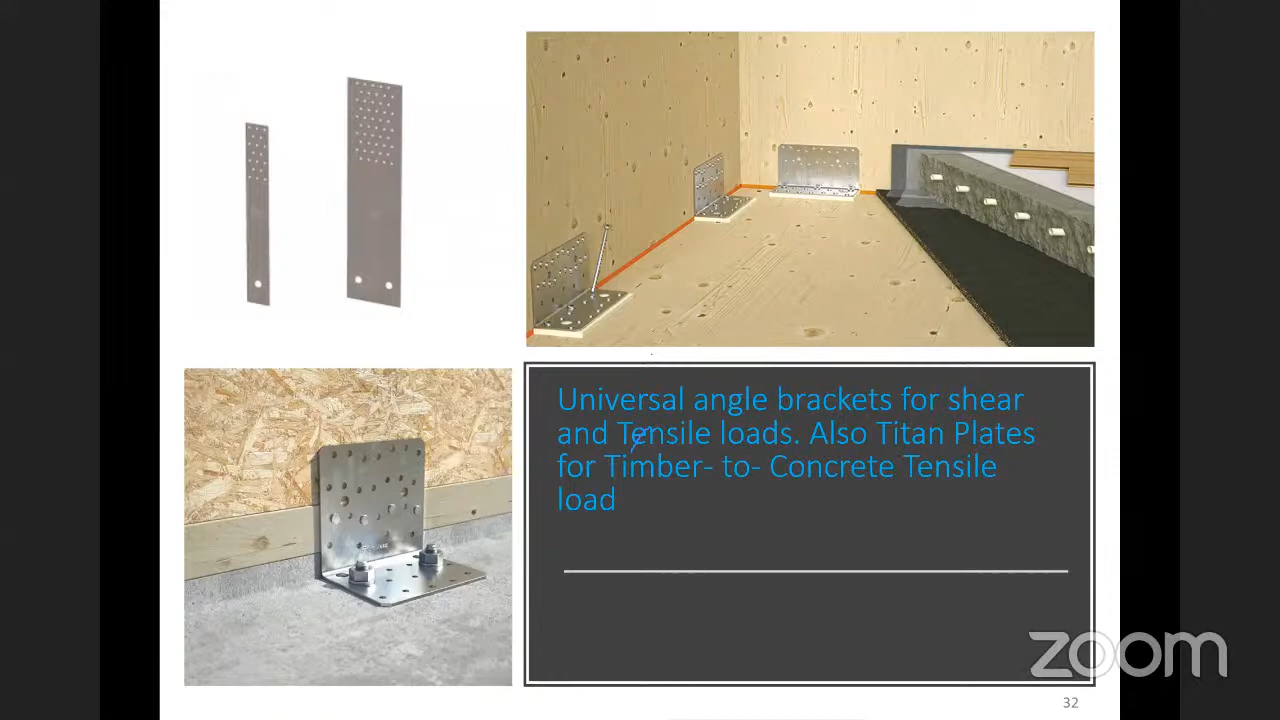 Universal angle brackets for shear
and Tensile loads. Also Titan Plates
for Timber- to- Concrete Tensile
load
zoom
32